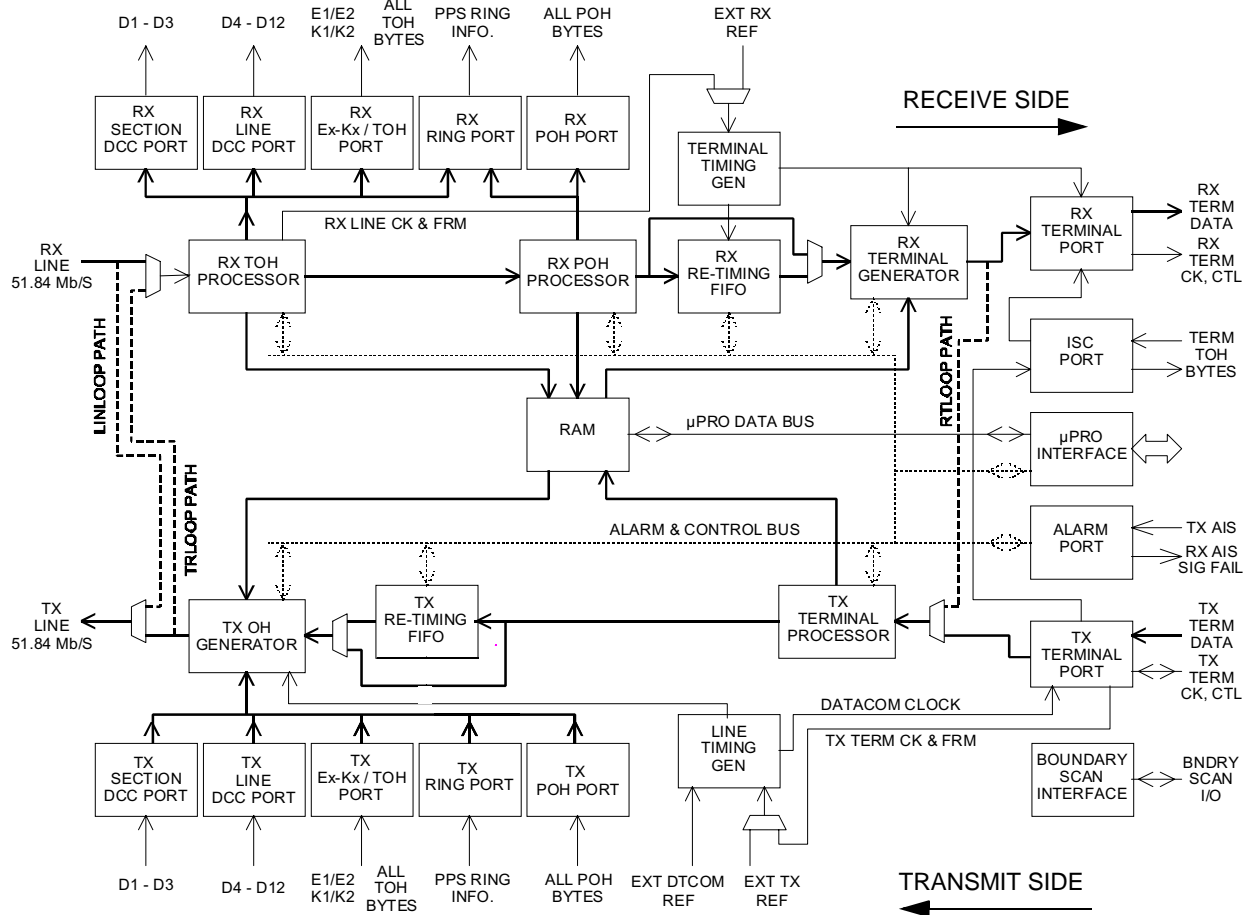 D1 - D3
D4 - D12
E1/E2
K1/K2
ALL
TOH
BYTES
PPS RING
INFO.
ALL POH
BYTES
EXT RX
REF
RX
SECTION
DCC PORT
RX
LINE
DCC PORT
RX
Ex-Kx / TOH
PORT
RX
RING PORT
RX
POH PORT
RECEIVE SIDE
TERMINAL
TIMING
GEN
RX LINE CK & FRM
RX
LINE
51.84 Mb/S
RX TOH
PROCESSOR
RX POH
PROCESSOR
RX
RE-TIMING
FIFO
RX
TERMINAL
GENERATOR
RX
TERMINAL
PORT
RX
TERM
DATA
RX
TERM
CK, CTL
LINLOOP PATH
TRLOOP PATH
RTLOOP PATH
ISC
PORT
TERM
TOH
BYTES
RAM
µPRO DATA BUS
µPRO
INTERFACE
ALARM & CONTROL BUS
ALARM
PORT
TX AIS
RX AIS
SIG FAIL
TX
LINE
51.84 Mb/S
TX OH
GENERATOR
TX
RE-TIMING
FIFO
TX
TERMINAL
PROCESSOR
TX
TERMINAL
PORT
TX
TERM
DATA
TX
TERM
CK, CTL
DATACOM CLOCK
TX TERM CK & FRM
LINE
TIMING
GEN
TX
SECTION
DCC PORT
TX
LINE
DCC PORT
TX
Ex-Kx / TOH
PORT
TX
RING PORT
TX
POH PORT
BOUNDARY
SCAN
INTERFACE
BNDRY
SCAN
I/O
D1 - D3
D4 - D12
E1/E2
K1/K2
ALL
TOH
BYTES
PPS RING
INFO.
ALL POH
BYTES
EXT DTCOM
REF
EXT TX
REF
TRANSMIT SIDE